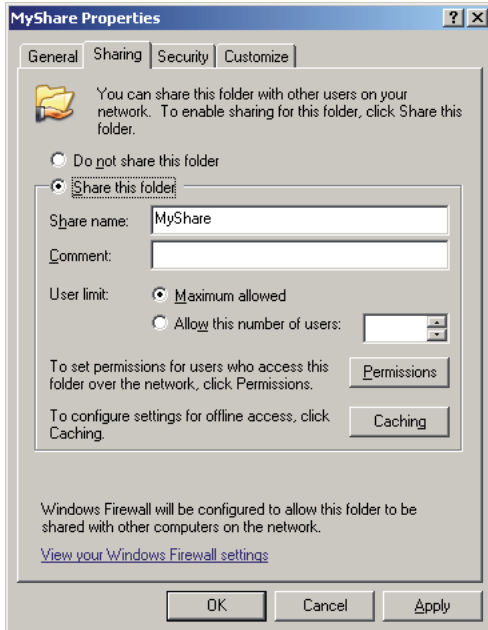 MyShare Properties
General Sharing Security Customize
You can share this folder with other users on your
network. To enable sharing for this folder, click Share this
folder.
Do not share this folder
Share this folder
Share name: MyShare
Comment:
User limit: Maximum allowed
Allow this number of users:
To set permissions for users who access this
folder over the network, click Permissions.
Permissions
To configure settings for offline access, click
Caching.
Caching
Windows Firewall will be configured to allow this folder to be
shared with other computers on the network.
View your Windows Firewall settings
OK Cancel Apply